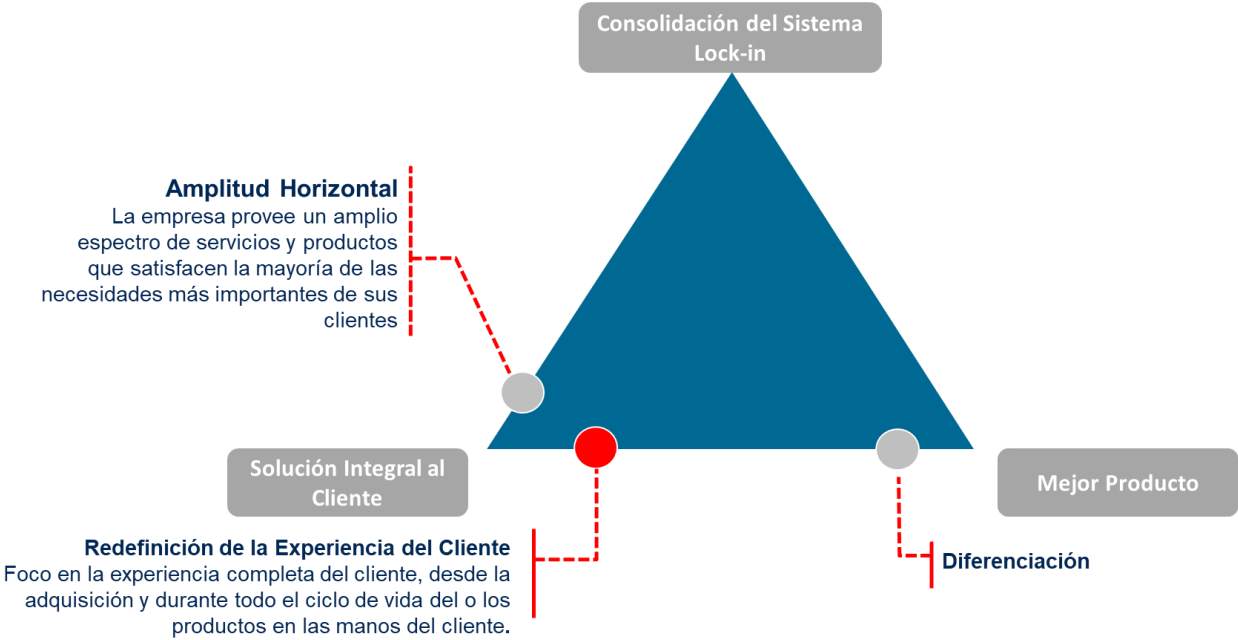 Consolidación del Sistema
Lock-in
Amplitud Horizontal
La empresa provee un amplio
espectro de servicios y productos
que satisfacen la mayoría de las
necesidades más importantes de sus
clientes
Solución Integral al
Cliente
Mejor Producto
Redefinición de la Experiencia del Cliente
Foco en la experiencia completa del cliente, desde la
adquisición y durante todo el ciclo de vida del o los
productos en las manos del cliente.
Diferenciación